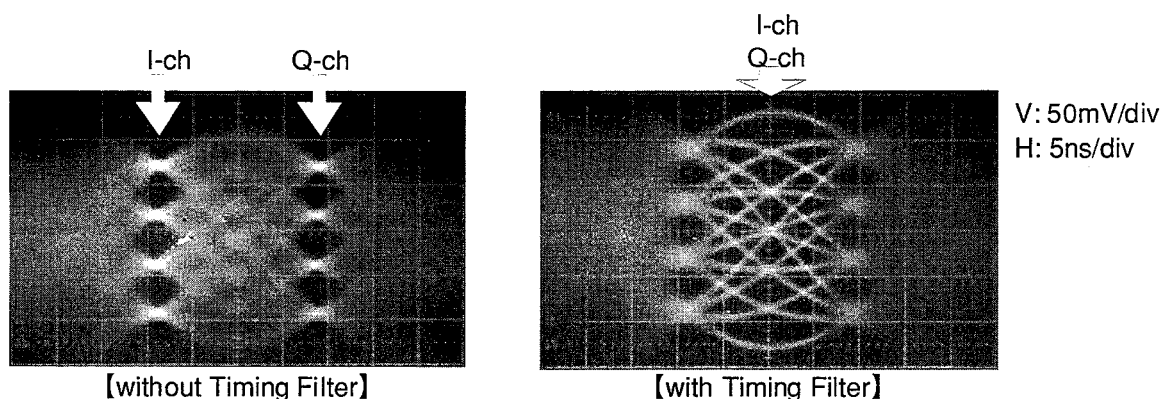 I-ch
Q-ch
I-ch
Q-ch
V: 50mV/div
H: 5ns/div
【without Timing Filter】
【with Timing Filter】